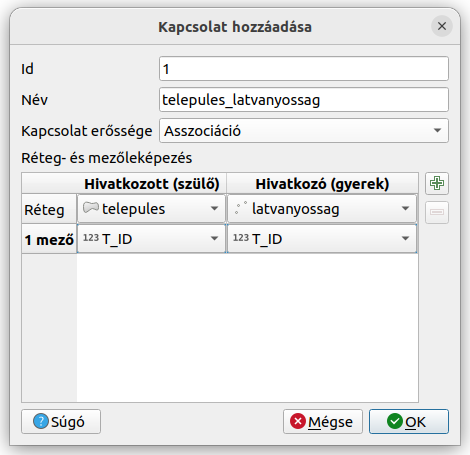 Kapcsolat hozzáadása
Id 1
Név telepules_latvanyossag
Kapcsolat erőssége Asszociáció
Réteg- és mezőleképezés
Hivatkozott (szülő) Hivatkozó (gyerek)
Réteg telepules latvanyossag
1 mező 123 T_ID 123 T_ID
Súgó Mégse OK